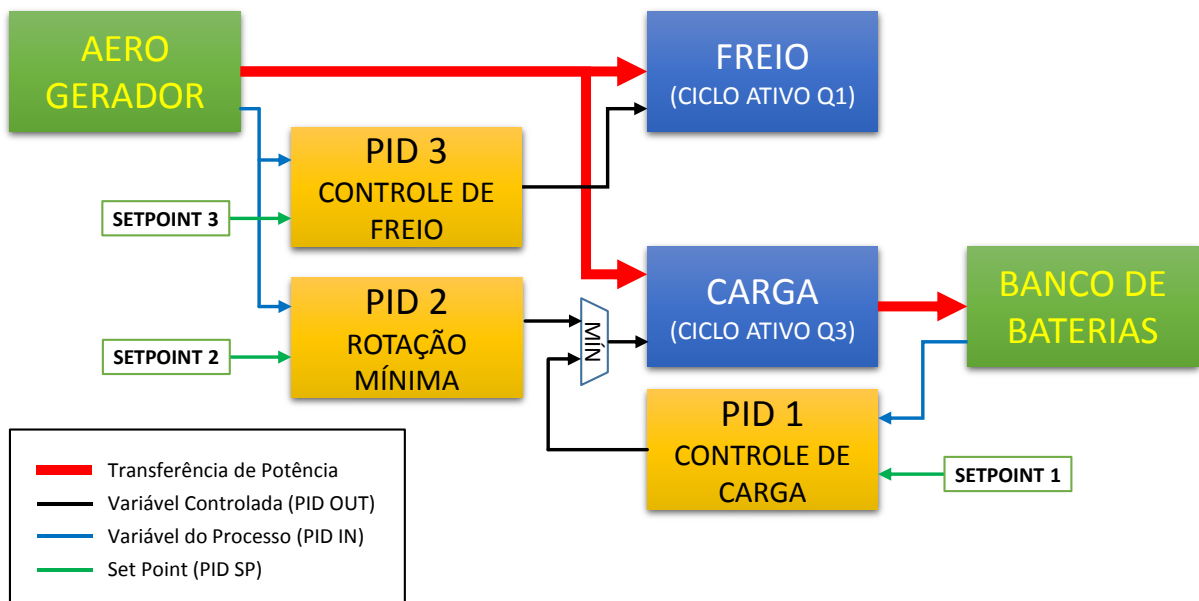 AERO
GERADOR
FREIO
(CICLO ATIVO Q1)
PID 3
CONTROLE DE
FREIO
SETPOINT 3
PID 2
ROTAÇÃO
MÍNIMA
SETPOINT 2
MÍN
CARGA
(CICLO ATIVO Q3)
BANCO DE
BATERIAS
PID 1
CONTROLE DE
CARGA
SETPOINT 1
Transferência de Potência
Variável Controlada (PID OUT)
Variável do Processo (PID IN)
Set Point (PID SP)